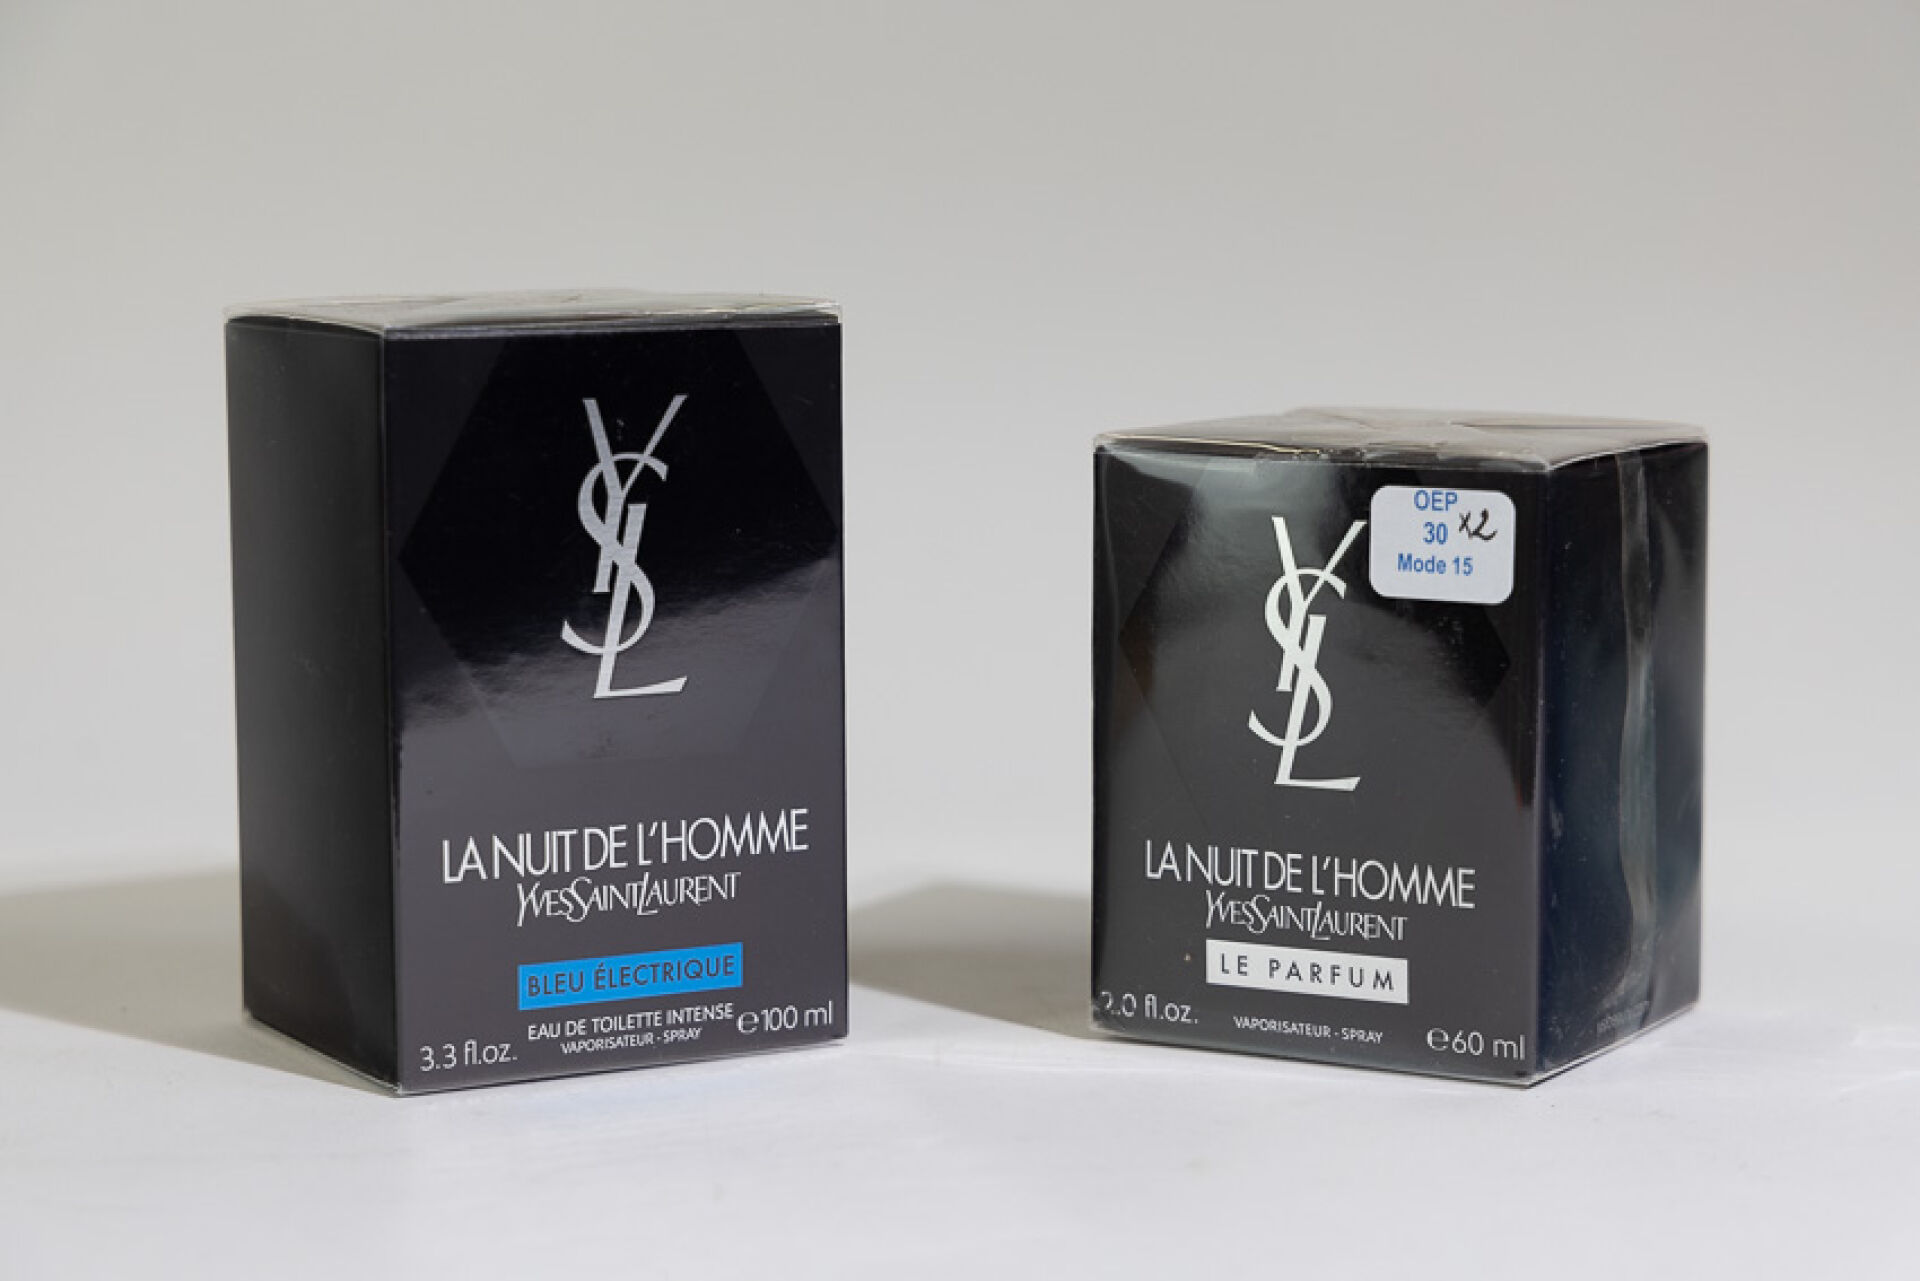 YSL
LA NUIT DE L'HOMME
YVESSAINTLAURENT
BLEU ÉLECTRIQUE
EAU DE TOILETTE INTENSE
VAPORISATEUR - SPRAY
3.3 fl.oz.
℮100 ml
OEP
30 x2
Mode 15
YSL
LA NUIT DE L'HOMME
YVESSAINTLAURENT
LE PARFUM
2.0 fl.oz.
VAPORISATEUR - SPRAY
℮60 ml